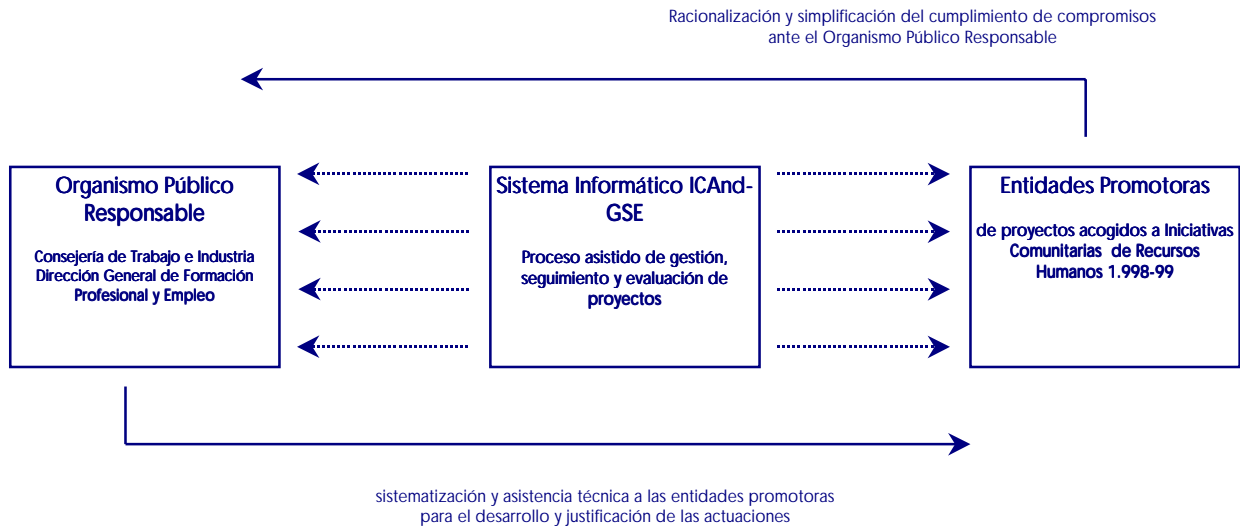 Racionalización y simplificación del cumplimiento de compromisos
ante el Organismo Público Responsable
Organismo Público
Responsable
Consejería de Trabajo e Industria
Dirección General de Formación
Profesional y Empleo
Sistema Informático ICAnd-
GSE
Proceso asistido de gestión,
seguimiento y evaluación de
proyectos
Entidades Promotoras
de proyectos acogidos a Iniciativas
Comunitarias de Recursos
Humanos 1.998-99
sistematización y asistencia técnica a las entidades promotoras
para el desarrollo y justificación de las actuaciones